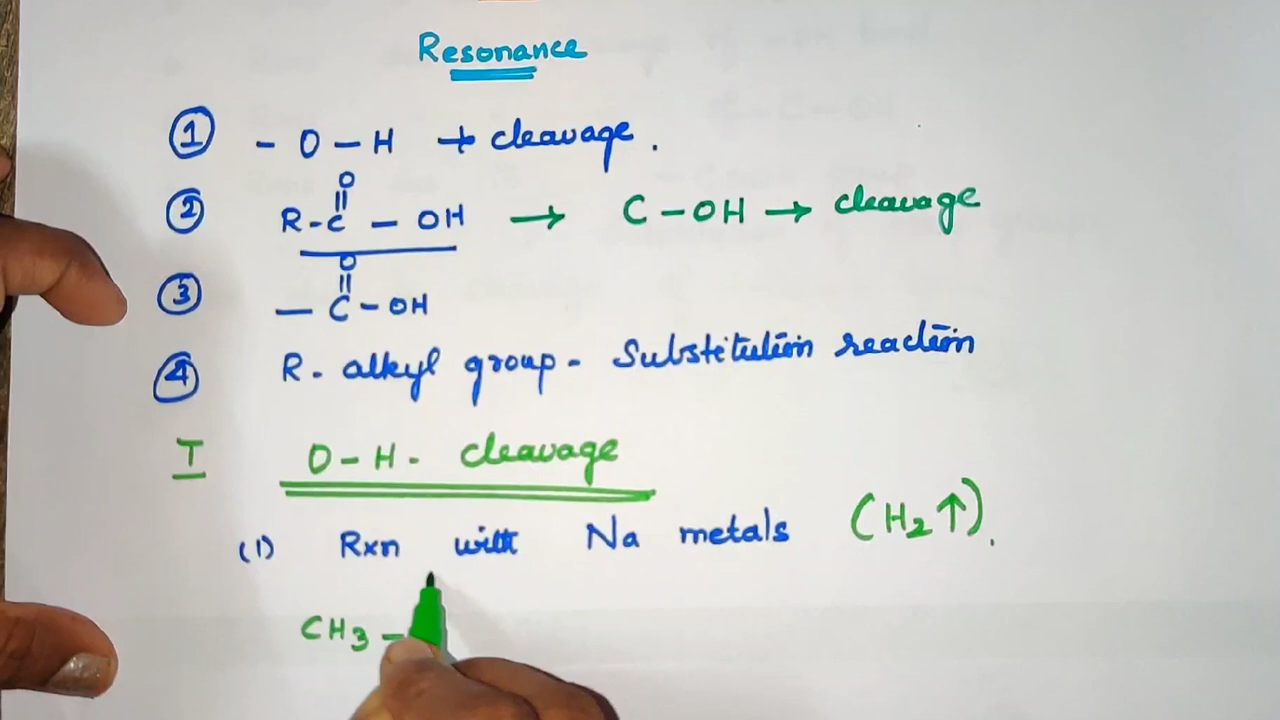 Resonance
① - O - H → cleavage.
② R - C(=O) - OH → C - OH → cleavage
③ - C(=O) - OH
④ R - alkyl group - Substitution reaction
I O - H - cleavage
(1) Rxn with Na metals (H2↑).
CH3 -